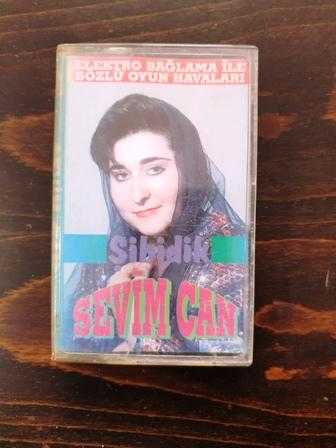 ELEKTRO BAĞLAMA İLE
SÖZLÜ OYUN HAVALARI
Sibidik
SEVİM CAN